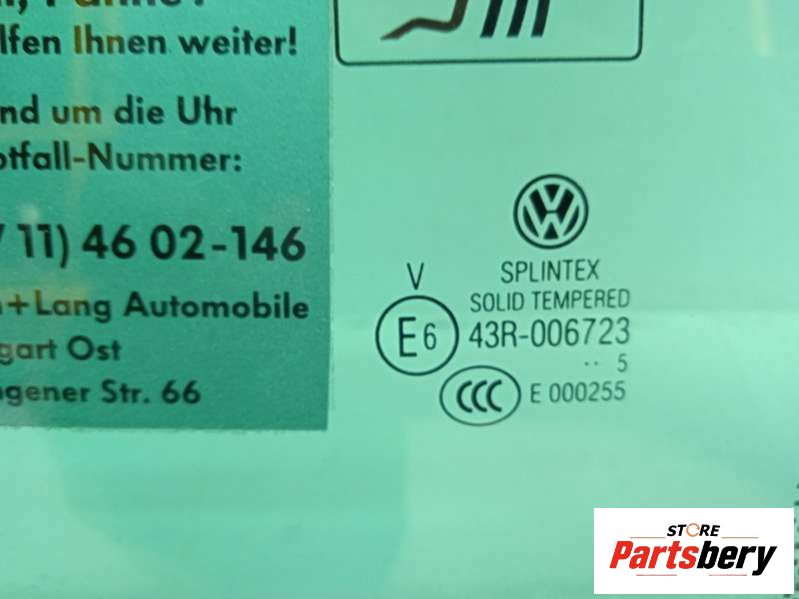 lfen Ihnen weiter!
nd um die Uhr
otfall-Nummer:
11) 46 02-146
+Lang Automobile
gart Ost
gener Str. 66
V
SPLINTEX
SOLID TEMPERED
E6 43R-006723
·· 5
CCC E 000255
STORE
Partsbery